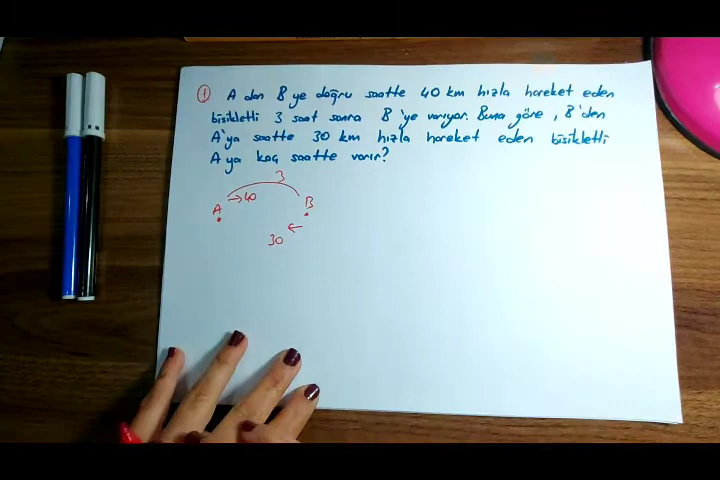 1 A dan B ye doğru saatte 40 km hızla hareket eden
bisikletli 3 saat sonra B'ye varıyor. Buna göre, B'den
A'ya saatte 30 km hızla hareket eden bisikletli
A ya kaç saatte varır?
3
A → 40 B
30 ←